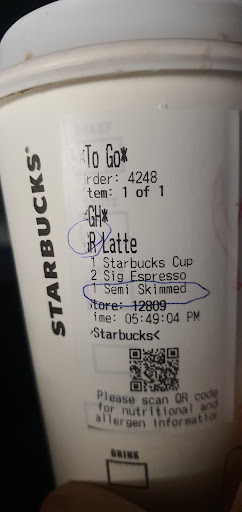 STARBUCKS®
*To Go*
rder: 4248
tem: 1 of 1
*GH*
R Latte
1 Starbucks Cup
2 Sig Espresso
1 Semi Skimmed
Store: 12809
ime: 05:49:04 PM
>Starbucks<
Please scan QR code
for nutritional and
allergen information
DRINK